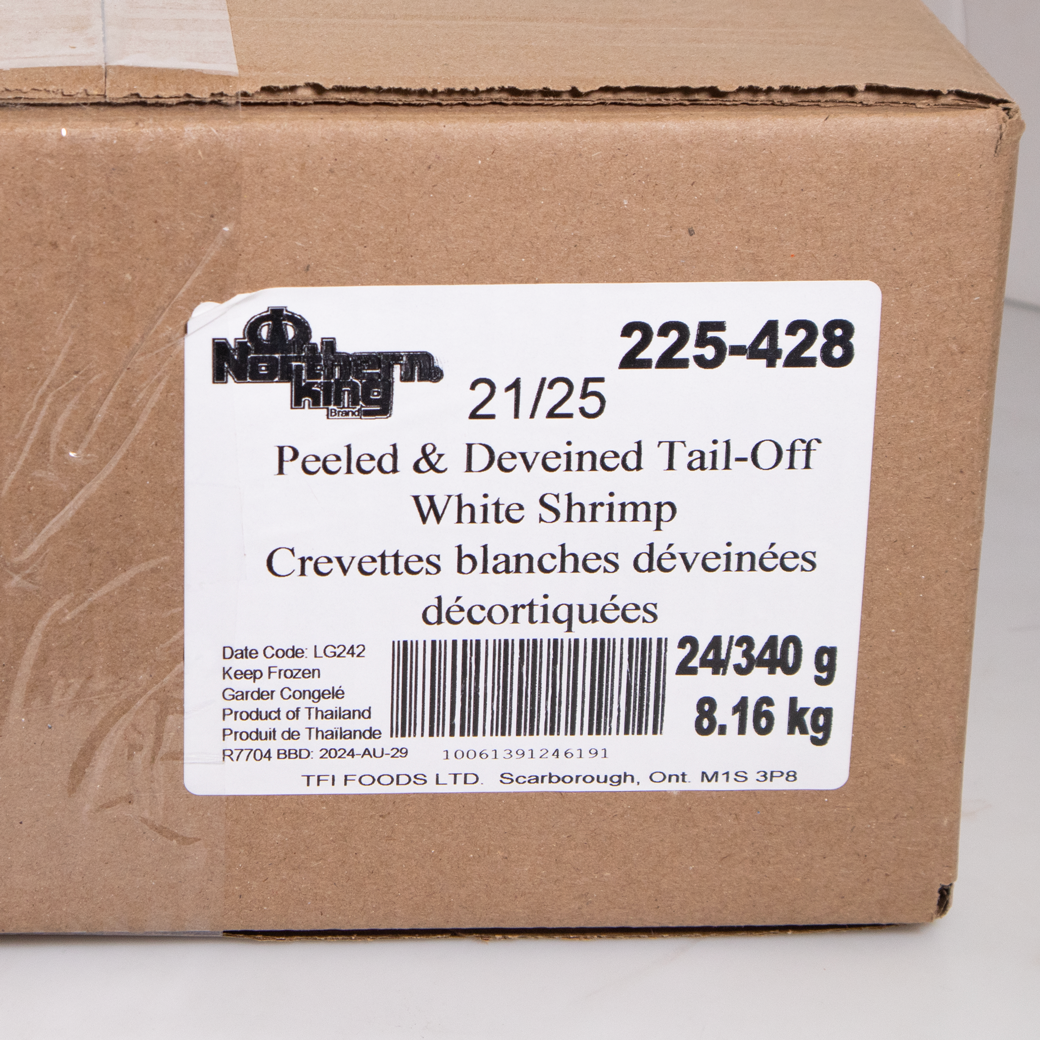 Northern
King
Brand
225-428
21/25
Peeled & Deveined Tail-Off
White Shrimp
Crevettes blanches déveinées
décortiquées
Date Code: LG242
Keep Frozen
Garder Congelé
Product of Thailand
Produit de Thaïlande
R7704 BBD: 2024-AU-29
10061391246191
24/340 g
8.16 kg
TFI FOODS LTD. Scarborough, Ont. M1S 3P8